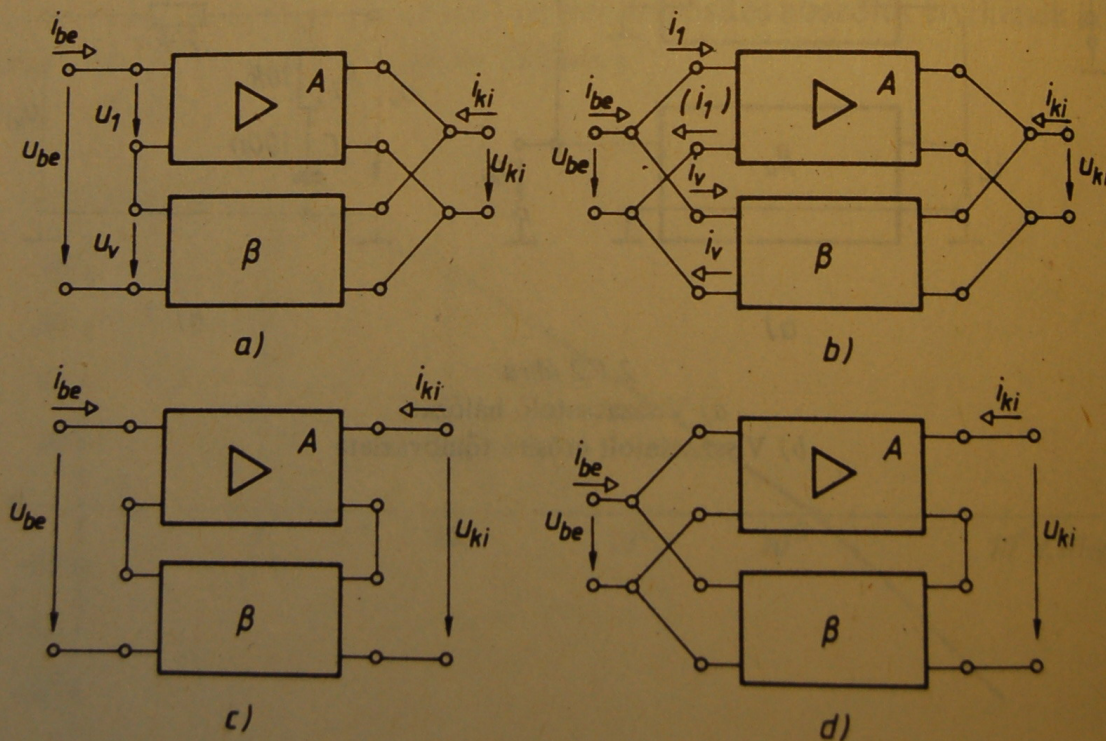 i_be
A
u_1
u_be
i_ki
u_ki
u_v
β
a)
i_1
A
(i_1)
i_be
u_be
i_v
i_ki
u_ki
i_v
β
b)
i_be
A
i_ki
u_be
u_ki
β
c)
i_be
A
i_ki
u_be
u_ki
β
d)